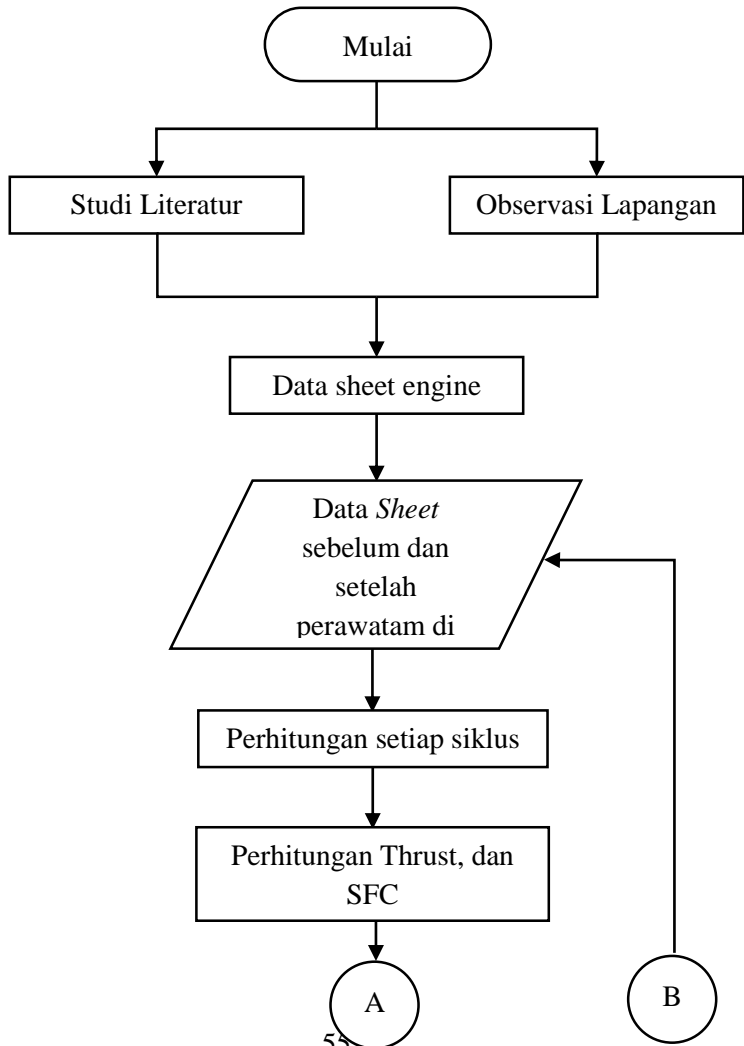 Mulai
Studi Literatur
Observasi Lapangan
Data sheet engine
Data Sheet
sebelum dan
setelah
perawatam di
Perhitungan setiap siklus
Perhitungan Thrust, dan
SFC
A
B
55